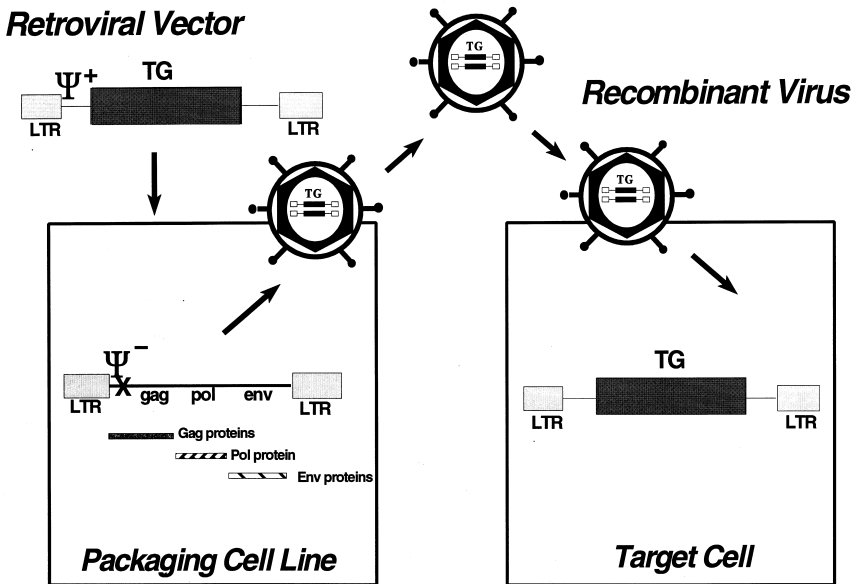 Retroviral Vector
Ψ+
TG
LTR
LTR
TG
Recombinant Virus
TG
TG
Ψ−
X
LTR
gag
pol
env
LTR
Gag proteins
Pol protein
Env proteins
Packaging Cell Line
TG
LTR
LTR
Target Cell